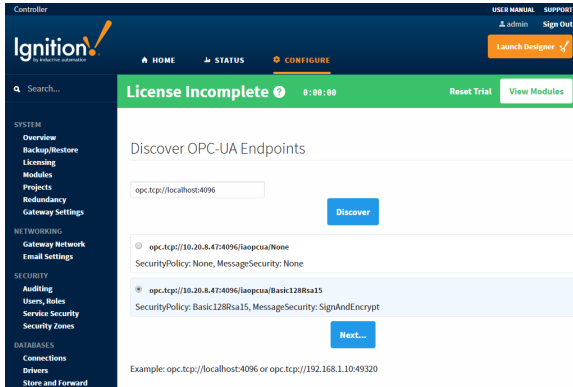 Controller
USER MANUAL SUPPORT
admin Sign Out
Ignition!
by inductive automation
Launch Designer
HOME STATUS CONFIGURE
Search...
License Incomplete ? 0:00:00 Reset Trial View Modules
SYSTEM
Overview
Backup/Restore
Licensing
Modules
Projects
Redundancy
Gateway Settings
NETWORKING
Gateway Network
Email Settings
SECURITY
Auditing
Users, Roles
Service Security
Security Zones
DATABASES
Connections
Drivers
Store and Forward
Discover OPC-UA Endpoints
opc.tcp://localhost:4096
Discover
opc.tcp://10.20.8.47:4096/iaopcua/None
SecurityPolicy: None, MessageSecurity: None
opc.tcp://10.20.8.47:4096/iaopcua/Basic128Rsa15
SecurityPolicy: Basic128Rsa15, MessageSecurity: SignAndEncrypt
Next...
Example: opc.tcp://localhost:4096 or opc.tcp://192.168.1.10:49320